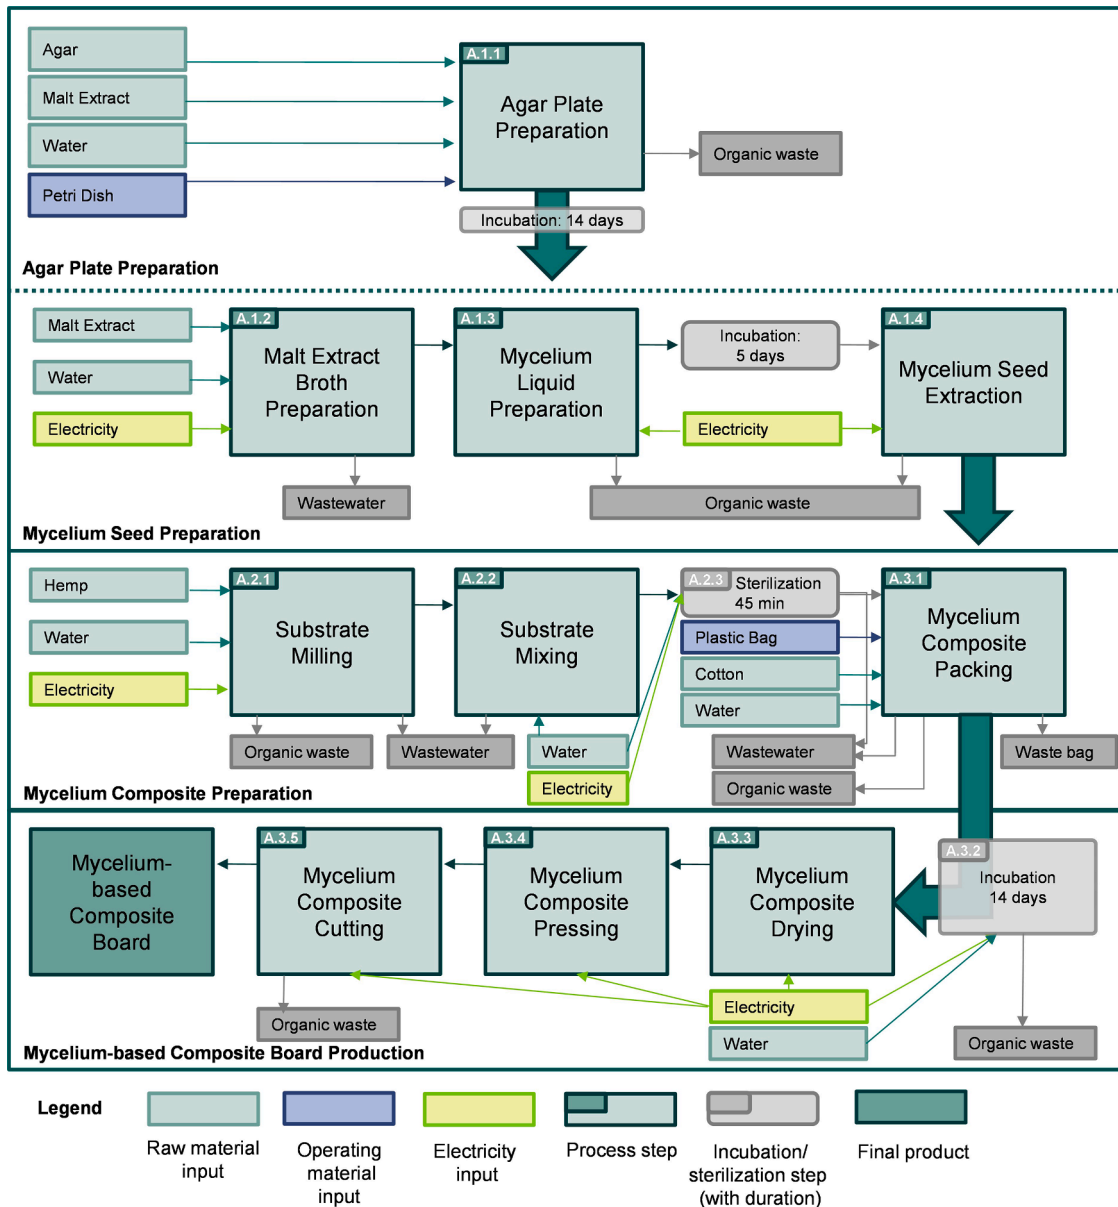 Agar
Malt Extract
Water
Petri Dish
A.1.1
Agar Plate
Preparation
Organic waste
Incubation: 14 days
Agar Plate Preparation
Malt Extract
Water
Electricity
A.1.2
Malt Extract
Broth
Preparation
Wastewater
A.1.3
Mycelium
Liquid
Preparation
Incubation:
5 days
Electricity
Organic waste
A.1.4
Mycelium Seed
Extraction
Mycelium Seed Preparation
Hemp
Water
Electricity
A.2.1
Substrate
Milling
Organic waste
Wastewater
A.2.2
Substrate
Mixing
Water
Electricity
A.2.3
Sterilization
45 min
Plastic Bag
Cotton
Water
Wastewater
Organic waste
A.3.1
Mycelium
Composite
Packing
Waste bag
Mycelium Composite Preparation
Mycelium-
based
Composite
Board
A.3.5
Mycelium
Composite
Cutting
Organic waste
A.3.4
Mycelium
Composite
Pressing
A.3.3
Mycelium
Composite
Drying
Electricity
Water
A.3.2
Incubation
14 days
Organic waste
Mycelium-based Composite Board Production
Legend
Raw material
input
Operating
material
input
Electricity
input
Process step
Incubation/
sterilization step
(with duration)
Final product